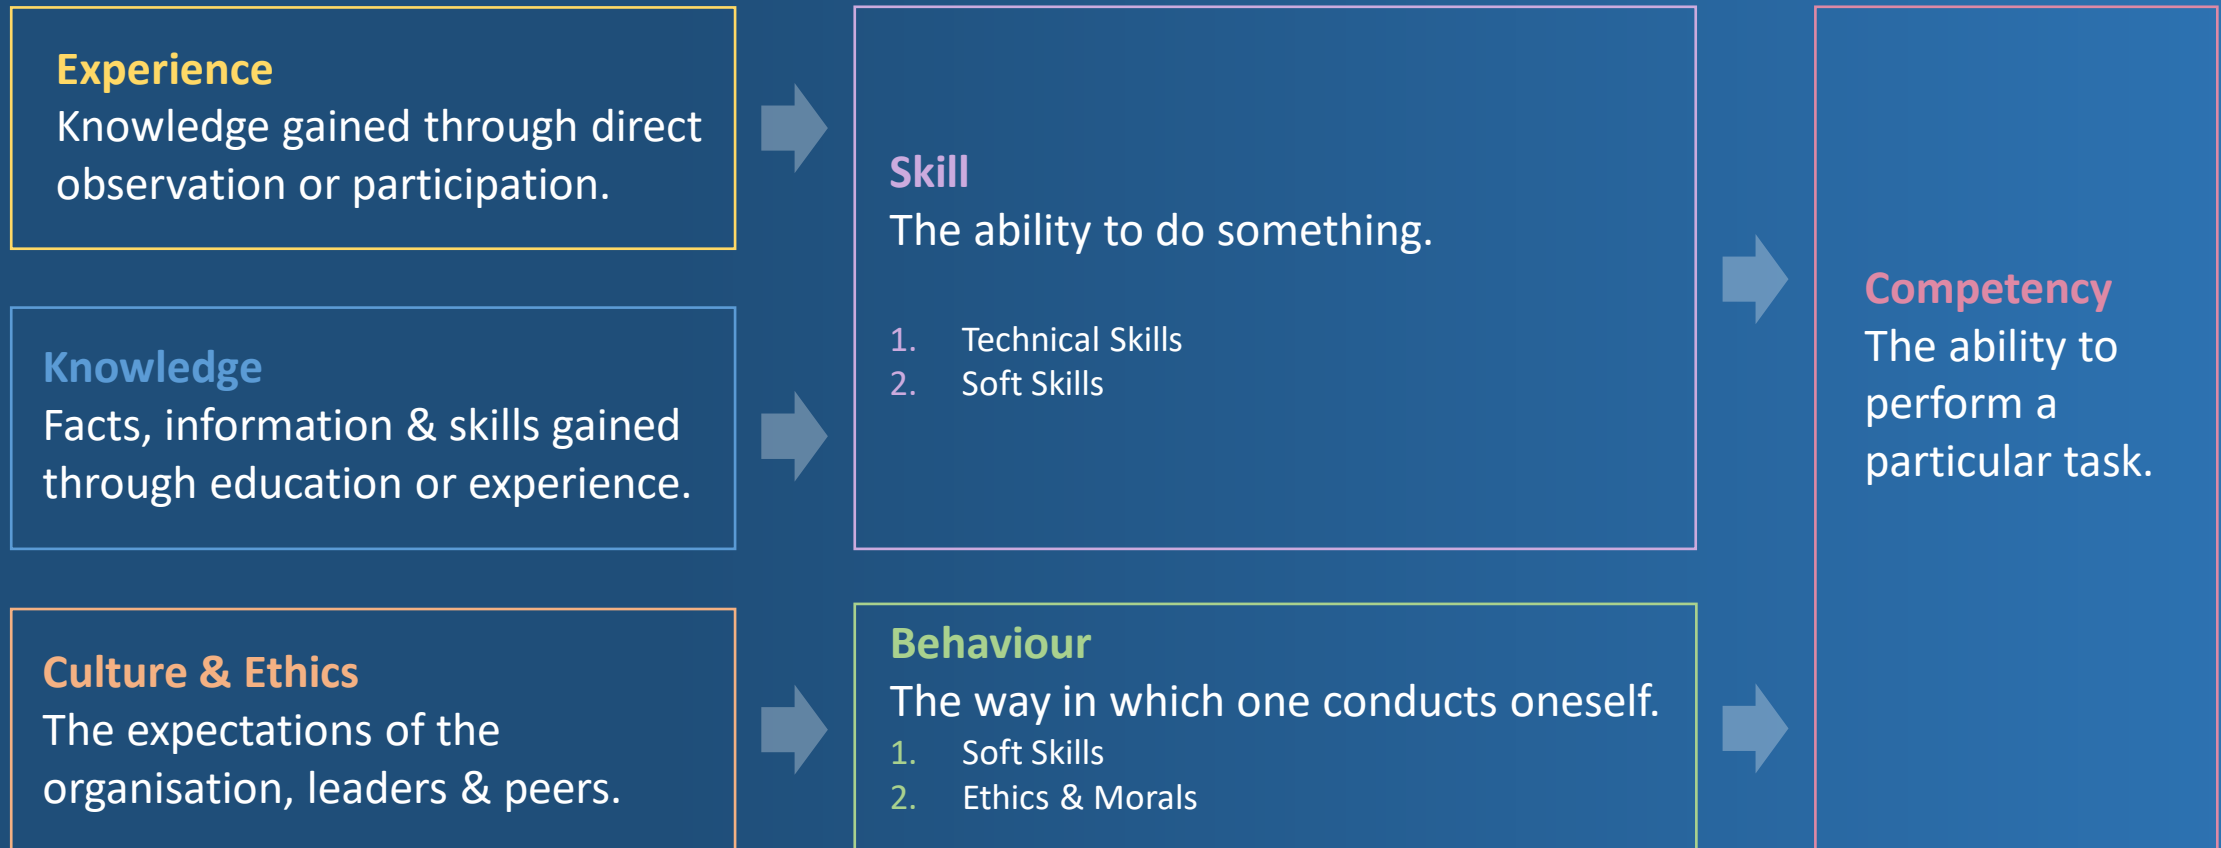 Experience
Knowledge gained through direct
observation or participation.
Knowledge
Facts, information & skills gained
through education or experience.
Culture & Ethics
The expectations of the
organisation, leaders & peers.
Skill
The ability to do something.
1. Technical Skills
2. Soft Skills
Behaviour
The way in which one conducts oneself.
1. Soft Skills
2. Ethics & Morals
Competency
The ability to
perform a
particular task.